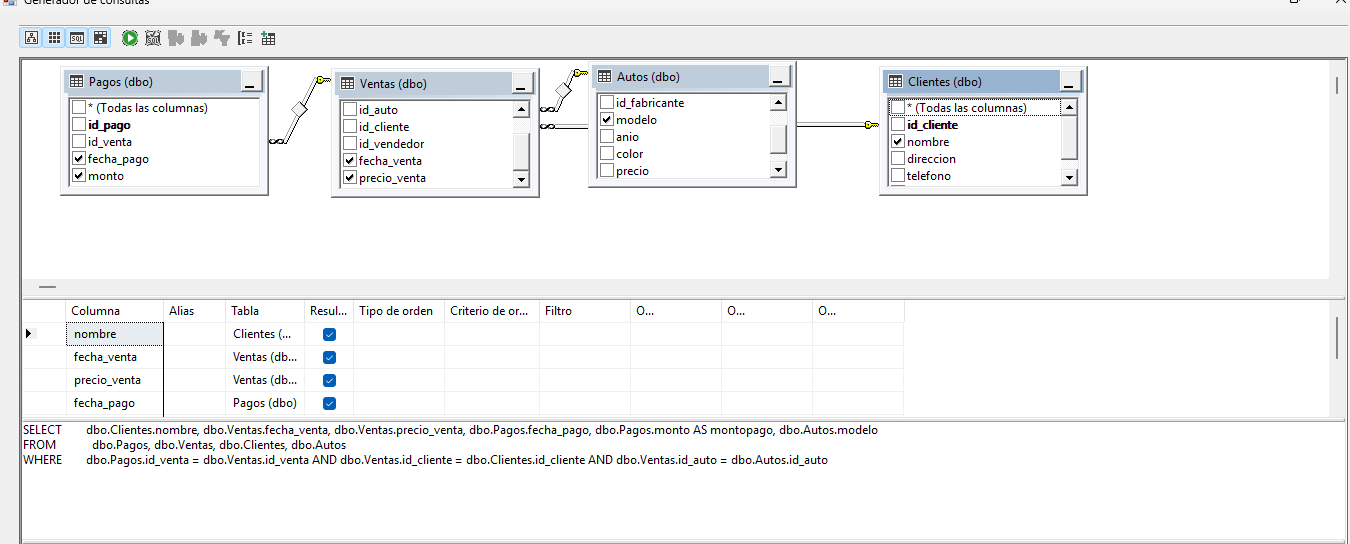 Generador de consultas
Pagos (dbo)
* (Todas las columnas)
id_pago
id_venta
fecha_pago
monto
Ventas (dbo)
id_auto
id_cliente
id_vendedor
fecha_venta
precio_venta
Autos (dbo)
id_fabricante
modelo
anio
color
precio
Clientes (dbo)
* (Todas las columnas)
id_cliente
nombre
direccion
telefono
Columna Alias Tabla Resul... Tipo de orden Criterio de or... Filtro O... O... O...
nombre Clientes (...
fecha_venta Ventas (db...
precio_venta Ventas (db...
fecha_pago Pagos (dbo)
SELECT dbo.Clientes.nombre, dbo.Ventas.fecha_venta, dbo.Ventas.precio_venta, dbo.Pagos.fecha_pago, dbo.Pagos.monto AS montopago, dbo.Autos.modelo
FROM dbo.Pagos, dbo.Ventas, dbo.Clientes, dbo.Autos
WHERE dbo.Pagos.id_venta = dbo.Ventas.id_venta AND dbo.Ventas.id_cliente = dbo.Clientes.id_cliente AND dbo.Ventas.id_auto = dbo.Autos.id_auto